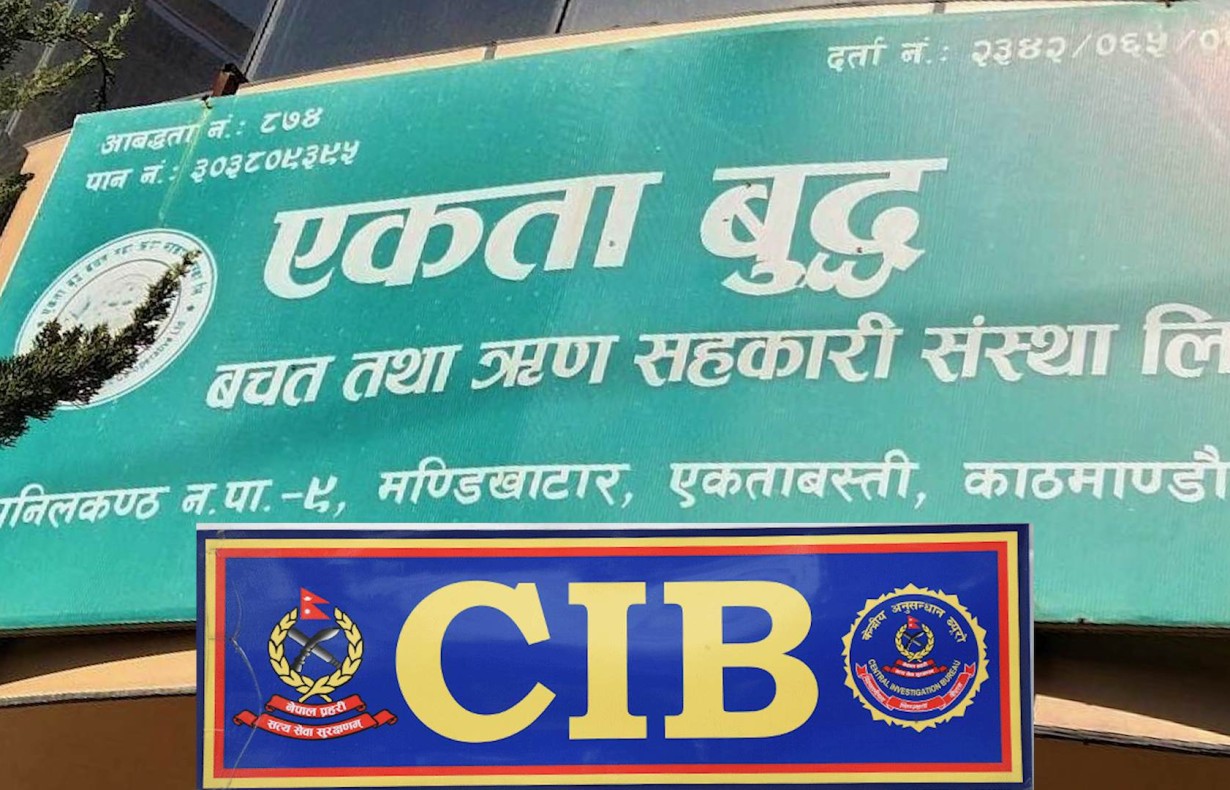 दर्ता नं.: २३४२/०६५/०
आबद्धता नं.: ८७४
पान नं.: ३०३८०९३९५
एकता बुद्ध
बचत तथा ऋण सहकारी संस्था लि
निलकण्ठ न.पा.-९, मण्डिखाटार, एकताबस्ती, काठमाण्डौ
CIB
नेपाल प्रहरी
सत्य सेवा सुरक्षणम्
केन्द्रीय अनुसन्धान ब्यूरो
CENTRAL INVESTIGATION BUREAU